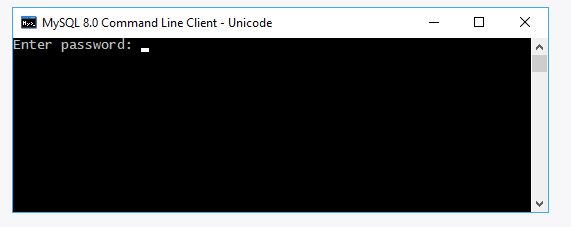 MySQL 8.0 Command Line Client - Unicode
Enter password: